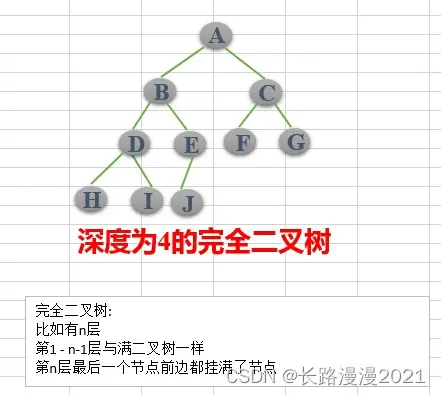 A
B C
D E F G
H I J
深度为4的完全二叉树
完全二叉树:
比如有n层
第1 - n-1层与满二叉树一样
第n层最后一个节点前边都挂满了节点
CSDN @长路漫漫2021